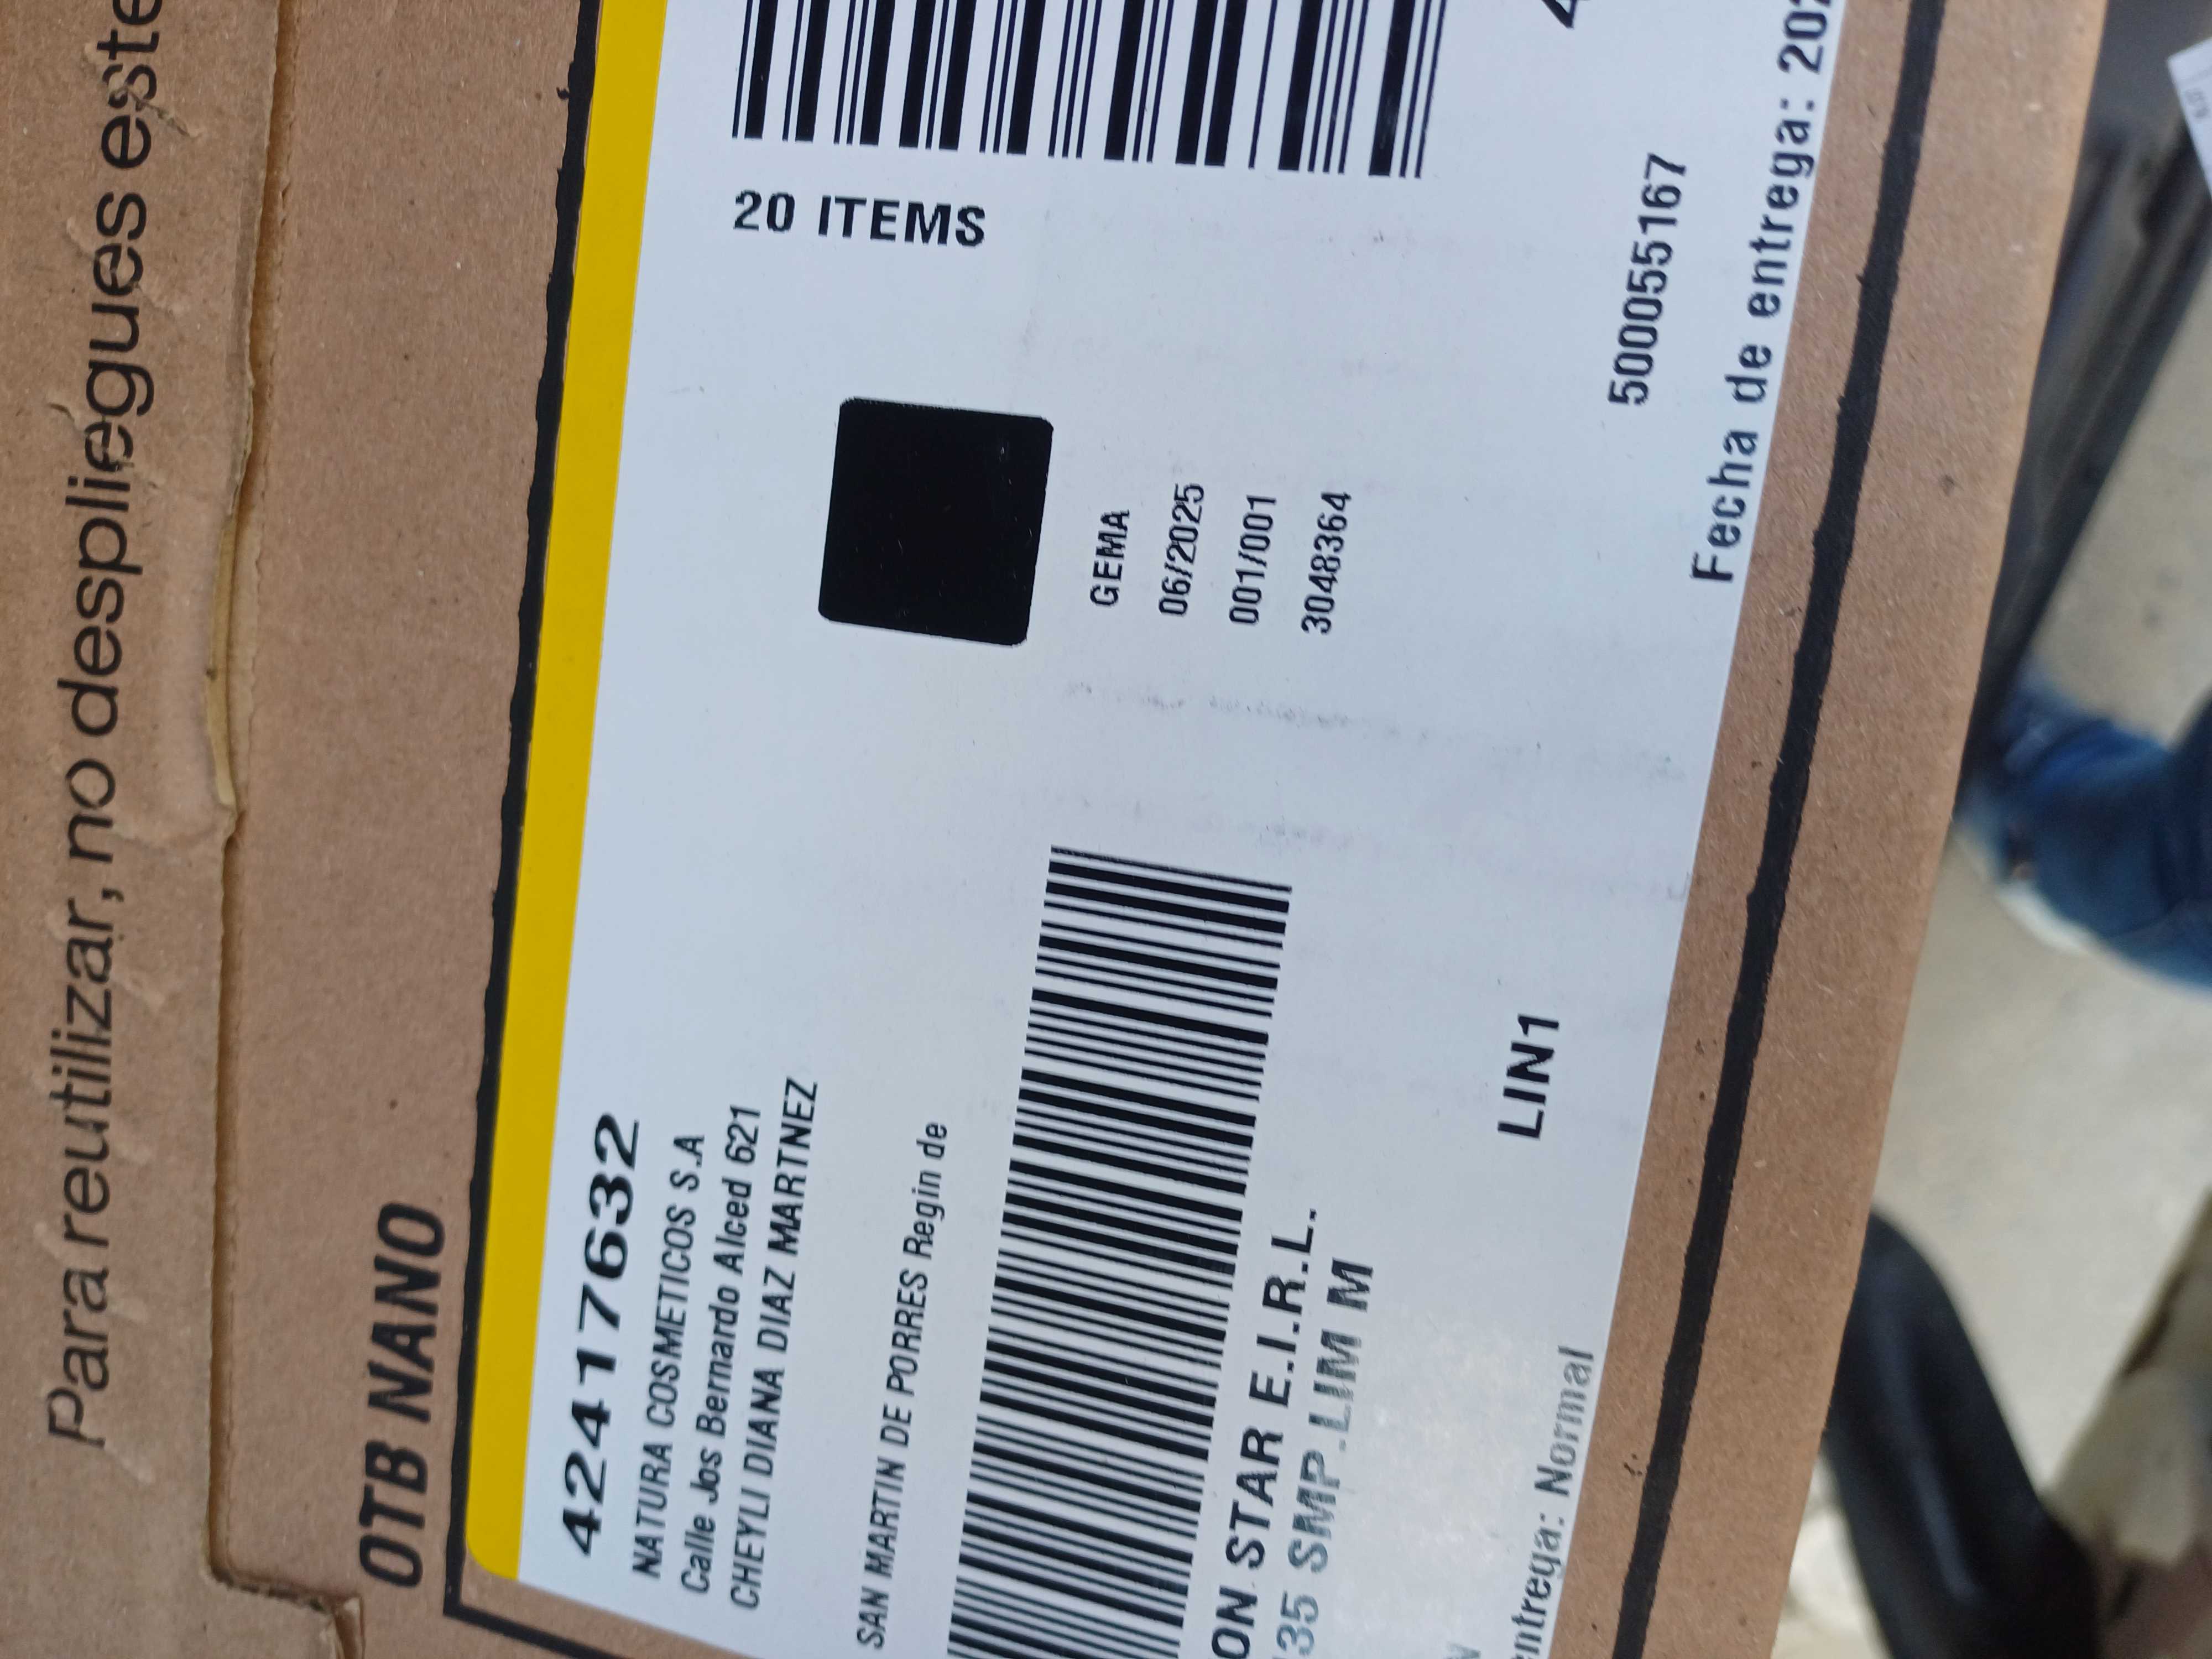 Para reutilizar, no despliegues este
OTB NANO
42417632
NATURA COSMETICOS S.A
Calle Jos Bernardo Alced 621
CHEYLI DIANA DIAZ MARTNEZ
SAN MARTIN DE PORRES Regin de
20 ITEMS
GEMA
06/2025
001/001
3048364
ON STAR E.I.R.L.
35 SMP.LIM M
LIN1
500055167
entrega: Normal
Fecha de entrega: 202